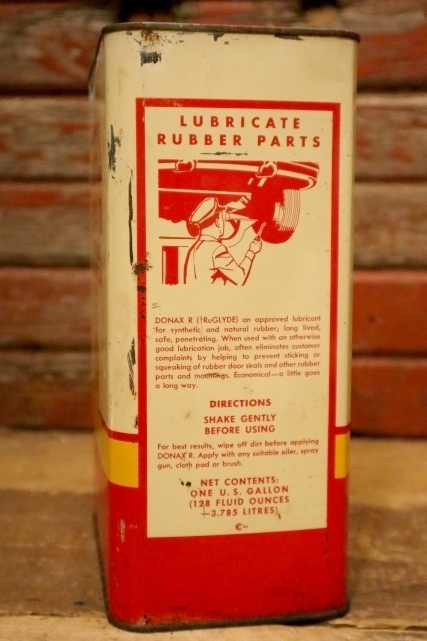 LUBRICATE
RUBBER PARTS
DONAX R (RuGLYDE) an approved lubricant
for synthetic and natural rubber; long lived,
safe, penetrating. When used with an otherwise
good lubrication job, often eliminates customer
complaints by helping to prevent sticking or
squeaking of rubber door seals and other rubber
parts and mountings. Economical—a little goes
a long way.
DIRECTIONS
SHAKE GENTLY
BEFORE USING
For best results, wipe off dirt before applying
DONAX R. Apply with any suitable oiler, spray
gun, cloth pad or brush.
NET CONTENTS:
ONE U. S. GALLON
(128 FLUID OUNCES
—3.785 LITRES)